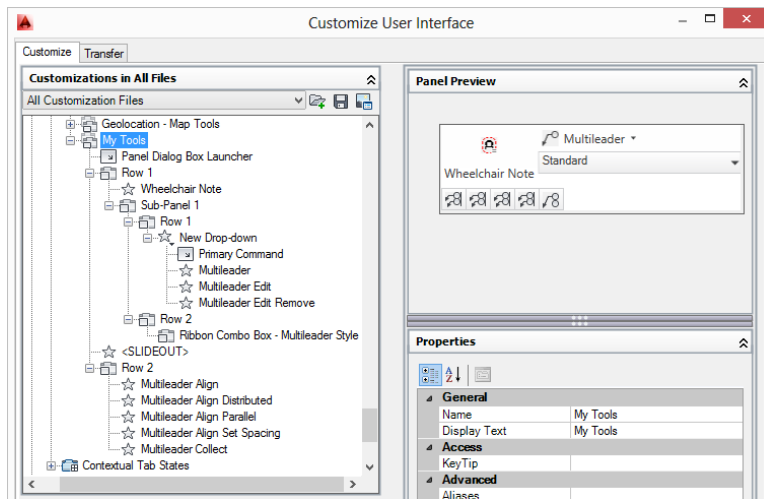 Customize User Interface
Customize
Transfer
Customizations in All Files
All Customization Files
Geolocation - Map Tools
My Tools
Panel Dialog Box Launcher
Row 1
Wheelchair Note
Sub-Panel 1
Row 1
New Drop-down
Primary Command
Multileader
Multileader Edit
Multileader Edit Remove
Row 2
Ribbon Combo Box - Multileader Style
<SLIDEOUT>
Row 2
Multileader Align
Multileader Align Distributed
Multileader Align Parallel
Multileader Align Set Spacing
Multileader Collect
Contextual Tab States
Panel Preview
Multileader
Standard
Wheelchair Note
Properties
General
Name My Tools
Display Text My Tools
Access
KeyTip
Advanced
Aliases